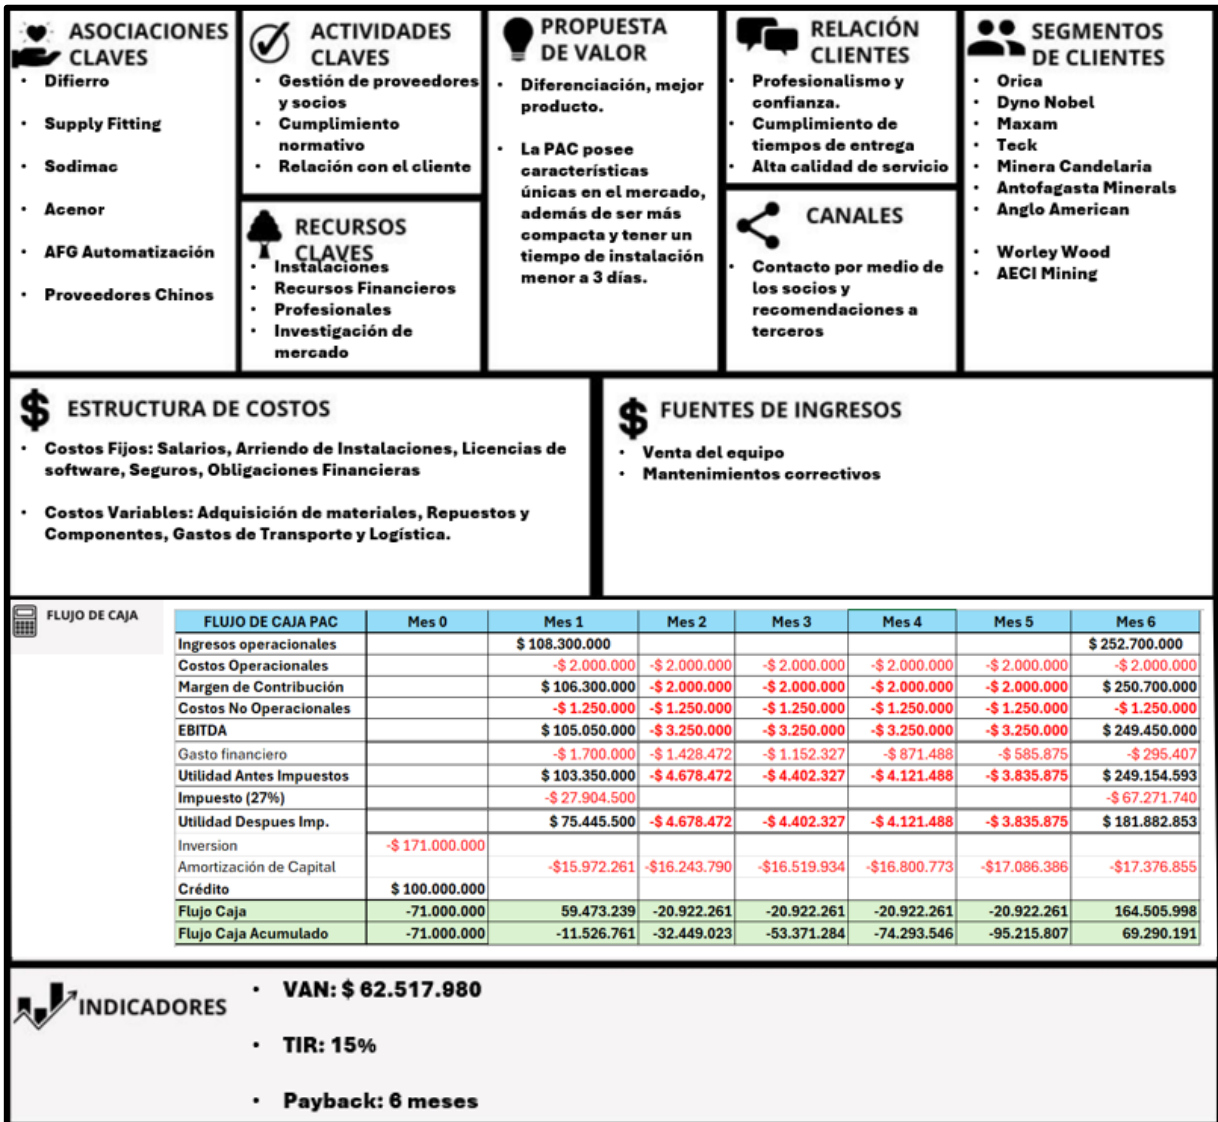 ASOCIACIONES
CLAVES
• Difierro
• Supply Fitting
• Sodimac
• Acenor
• AFG Automatización
• Proveedores Chinos
ACTIVIDADES
CLAVES
• Gestión de proveedores
y socios
• Cumplimiento
normativo
• Relación con el cliente
RECURSOS
CLAVES
• Instalaciones
• Recursos Financieros
• Profesionales
• Investigación de
mercado
PROPUESTA
DE VALOR
• Diferenciación, mejor
producto.
• La PAC posee
características
únicas en el mercado,
además de ser más
compacta y tener un
tiempo de instalación
menor a 3 días.
RELACIÓN
CLIENTES
• Profesionalismo y
confianza.
• Cumplimiento de
tiempos de entrega
• Alta calidad de servicio
CANALES
• Contacto por medio de
los socios y
recomendaciones a
terceros
SEGMENTOS
DE CLIENTES
• Orica
• Dyno Nobel
• Maxam
• Teck
• Minera Candelaria
• Antofagasta Minerals
• Anglo American
• Worley Wood
• AECI Mining
ESTRUCTURA DE COSTOS
• Costos Fijos: Salarios, Arriendo de Instalaciones, Licencias de
software, Seguros, Obligaciones Financieras
• Costos Variables: Adquisición de materiales, Repuestos y
Componentes, Gastos de Transporte y Logística.
FUENTES DE INGRESOS
• Venta del equipo
• Mantenimientos correctivos
FLUJO DE CAJA
FLUJO DE CAJA PAC Mes 0 Mes 1 Mes 2 Mes 3 Mes 4 Mes 5 Mes 6
Ingresos operacionales $ 108.300.000 $ 252.700.000
Costos Operacionales -$ 2.000.000 -$ 2.000.000 -$ 2.000.000 -$ 2.000.000 -$ 2.000.000 -$ 2.000.000
Margen de Contribución $ 106.300.000 -$ 2.000.000 -$ 2.000.000 -$ 2.000.000 -$ 2.000.000 $ 250.700.000
Costos No Operacionales -$ 1.250.000 -$ 1.250.000 -$ 1.250.000 -$ 1.250.000 -$ 1.250.000 -$ 1.250.000
EBITDA $ 105.050.000 -$ 3.250.000 -$ 3.250.000 -$ 3.250.000 -$ 3.250.000 $ 249.450.000
Gasto financiero -$ 1.700.000 -$ 1.428.472 -$ 1.152.327 -$ 871.488 -$ 585.875 -$ 295.407
Utilidad Antes Impuestos $ 103.350.000 -$ 4.678.472 -$ 4.402.327 -$ 4.121.488 -$ 3.835.875 $ 249.154.593
Impuesto (27%) -$ 27.904.500 -$ 67.271.740
Utilidad Despues Imp. $ 75.445.500 -$ 4.678.472 -$ 4.402.327 -$ 4.121.488 -$ 3.835.875 $ 181.882.853
Inversion -$ 171.000.000
Amortización de Capital -$15.972.261 -$16.243.790 -$16.519.934 -$16.800.773 -$17.086.386 -$17.376.855
Crédito $ 100.000.000
Flujo Caja -71.000.000 59.473.239 -20.922.261 -20.922.261 -20.922.261 -20.922.261 164.505.998
Flujo Caja Acumulado -71.000.000 -11.526.761 -32.449.023 -53.371.284 -74.293.546 -95.215.807 69.290.191
INDICADORES
• VAN: $ 62.517.980
• TIR: 15%
• Payback: 6 meses